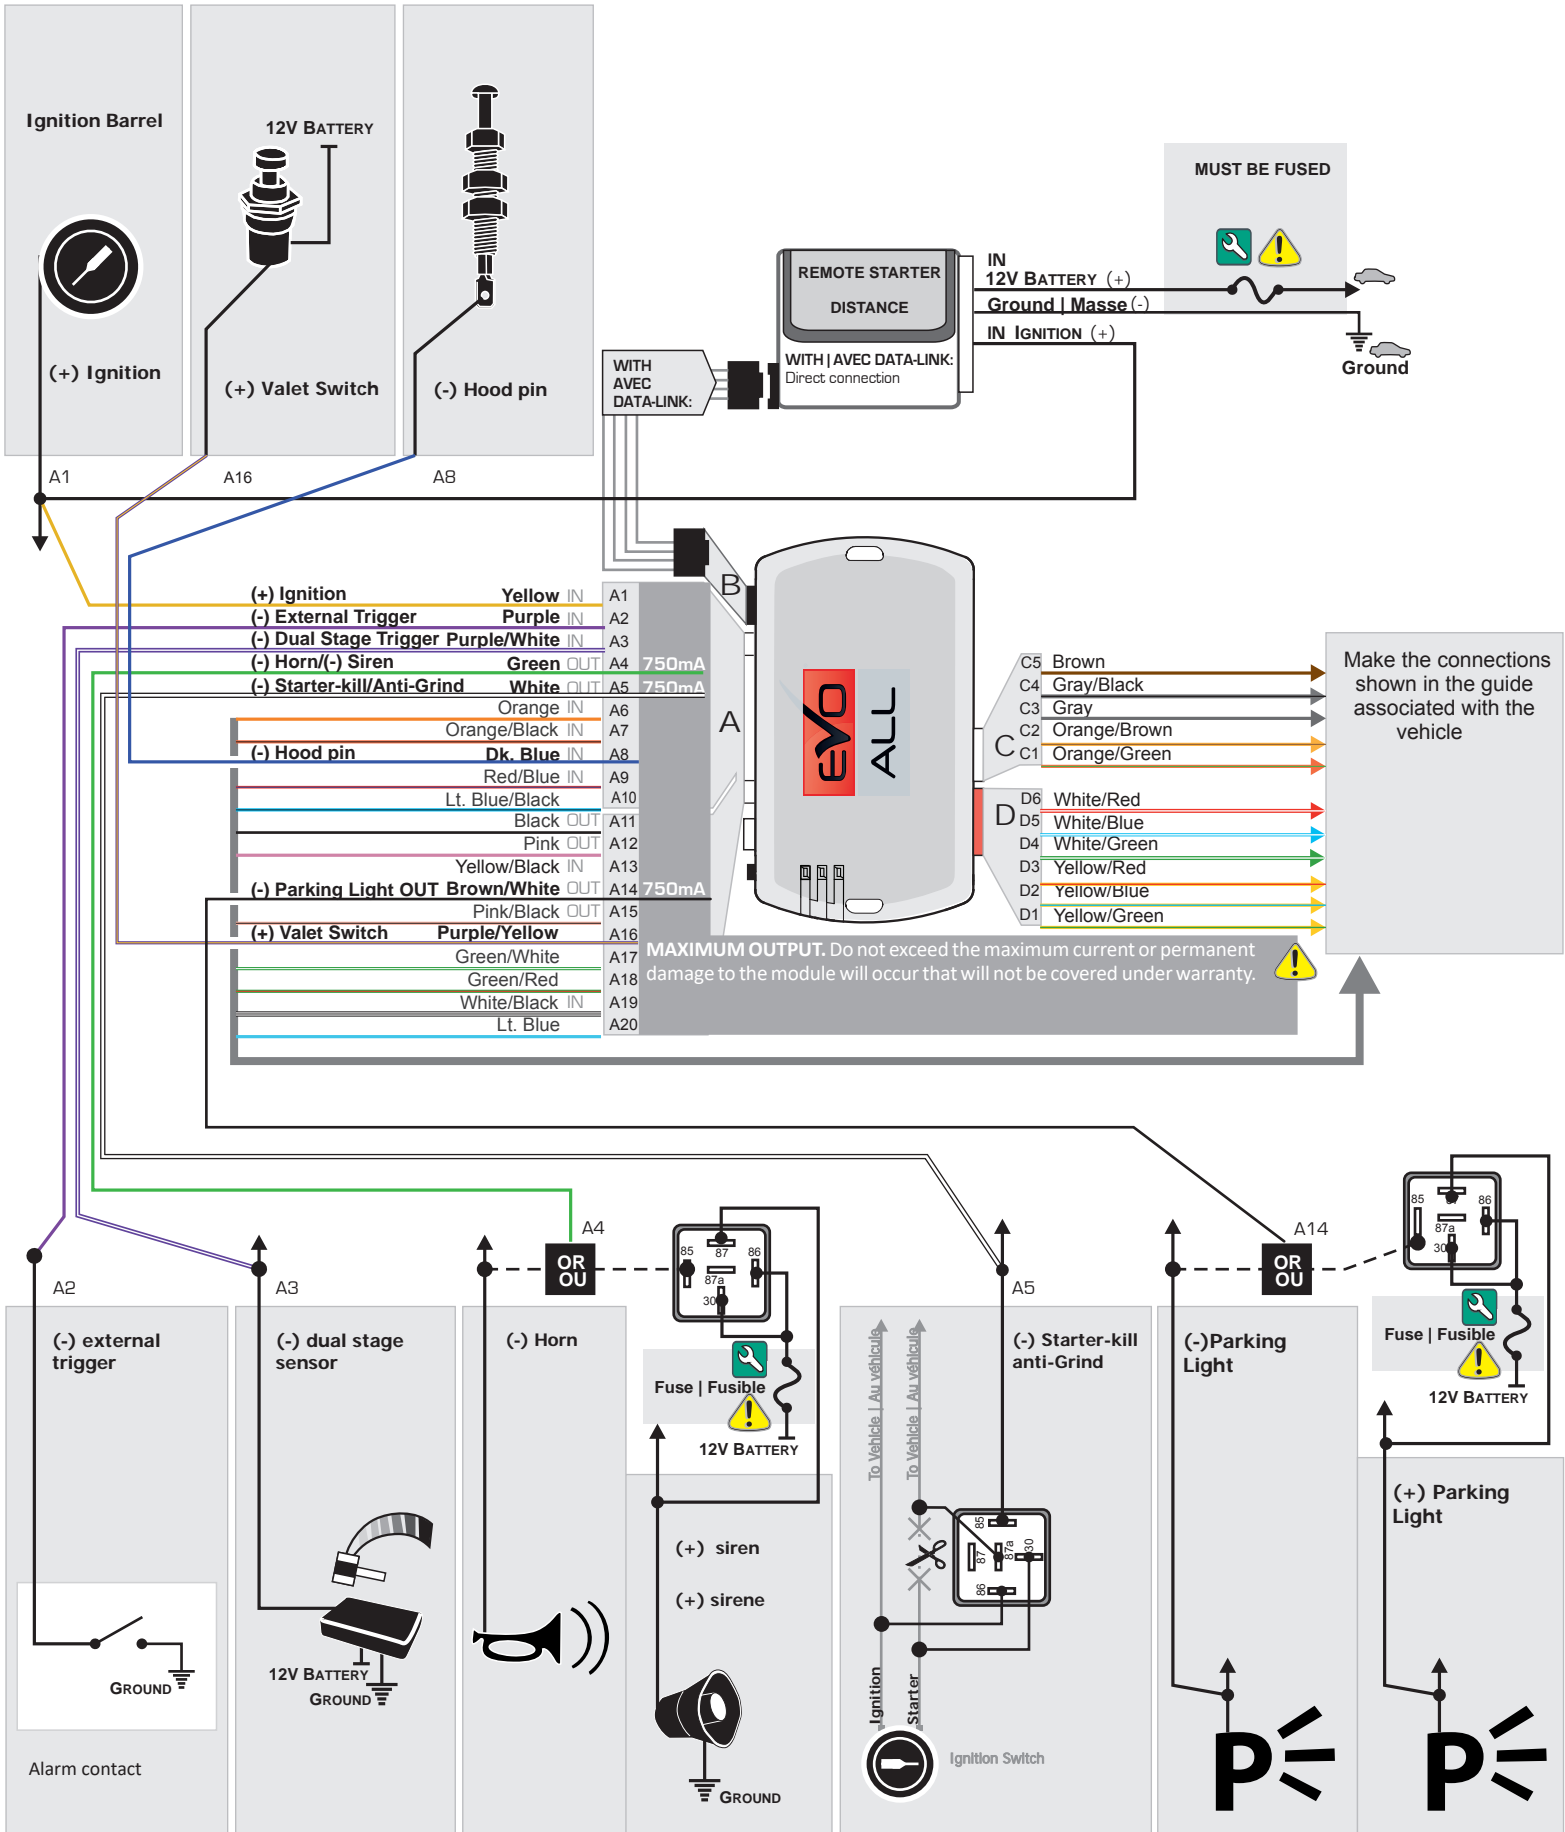 Ignition Barrel
(+) Ignition
A1
12V BATTERY
(+) Valet Switch
A16
(-) Hood pin
A8
MUST BE FUSED
REMOTE STARTER
DISTANCE
WITH | AVEC DATA-LINK:
Direct connection
IN
12V BATTERY (+)
Ground | Masse (-)
IN IGNITION (+)
Ground
WITH
AVEC
DATA-LINK:
B
A
(+) Ignition Yellow IN A1
(-) External Trigger Purple IN A2
(-) Dual Stage Trigger Purple/White IN A3
(-) Horn/(-) Siren Green OUT A4 750mA
(-) Starter-kill/Anti-Grind White OUT A5 750mA
Orange IN A6
Orange/Black IN A7
(-) Hood pin Dk. Blue IN A8
Red/Blue IN A9
Lt. Blue/Black A10
Black OUT A11
Pink OUT A12
Yellow/Black IN A13
(-) Parking Light OUT Brown/White OUT A14 750mA
Pink/Black OUT A15
(+) Valet Switch Purple/Yellow A16
Green/White A17
Green/Red A18
White/Black IN A19
Lt. Blue A20
EVO
ALL
C
C5 Brown
C4 Gray/Black
C3 Gray
C2 Orange/Brown
C1 Orange/Green
D
D6 White/Red
D5 White/Blue
D4 White/Green
D3 Yellow/Red
D2 Yellow/Blue
D1 Yellow/Green
Make the connections
shown in the guide
associated with the
vehicle
MAXIMUM OUTPUT. Do not exceed the maximum current or permanent
damage to the module will occur that will not be covered under warranty.
A2
(-) external
trigger
GROUND
Alarm contact
A3
(-) dual stage
sensor
12V BATTERY
GROUND
A4
OR
OU
(-) Horn
85
87
86
87a
30
Fuse | Fusible
12V BATTERY
(+) siren
(+) sirene
GROUND
A5
(-) Starter-kill
anti-Grind
To Vehicle | Au véhicule
To Vehicle | Au véhicule
85
87
87a
30
86
Ignition
Starter
Ignition Switch
A14
OR
OU
(-)Parking
Light
85
86
87a
30
Fuse | Fusible
12V BATTERY
(+) Parking
Light
P
P